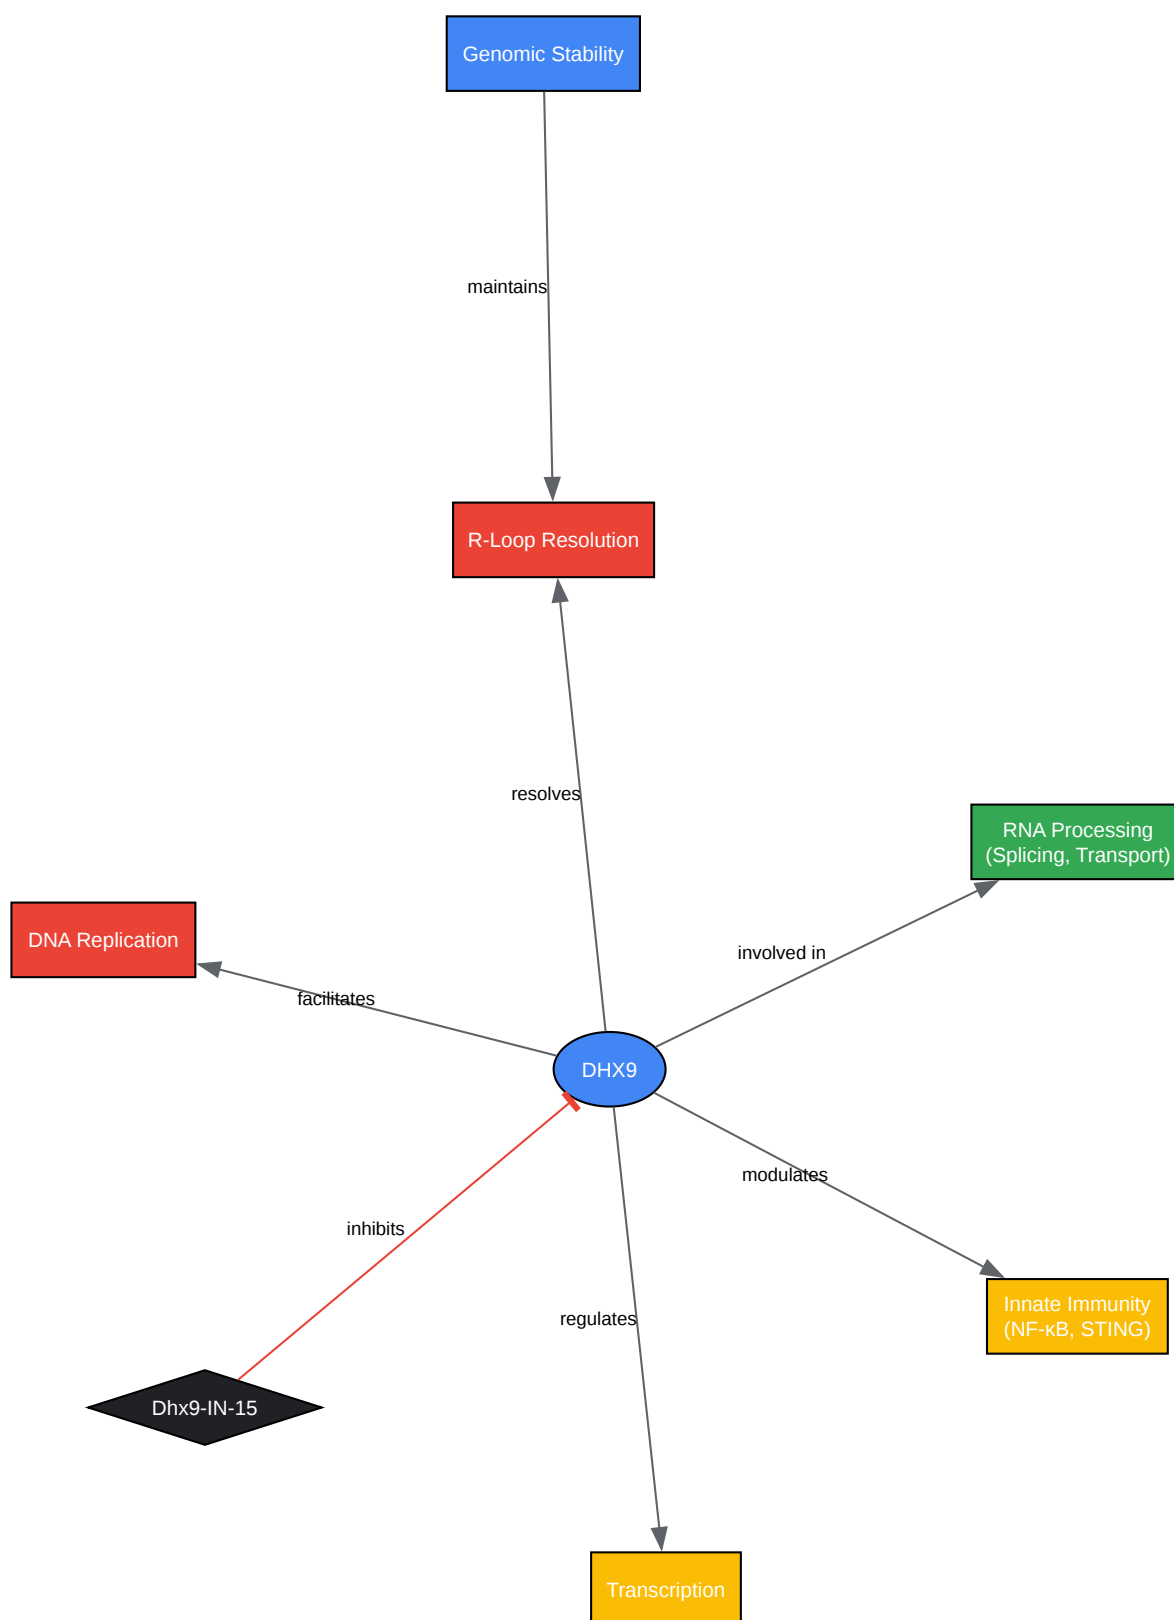 Genomic Stability
maintains
R-Loop Resolution
resolves
RNA Processing
(Splicing, Transport)
DNA Replication
involved in
facilitates
DHX9
modulates
inhibits
Innate Immunity
(NF-κB, STING)
regulates
Dhx9-IN-15
Transcription